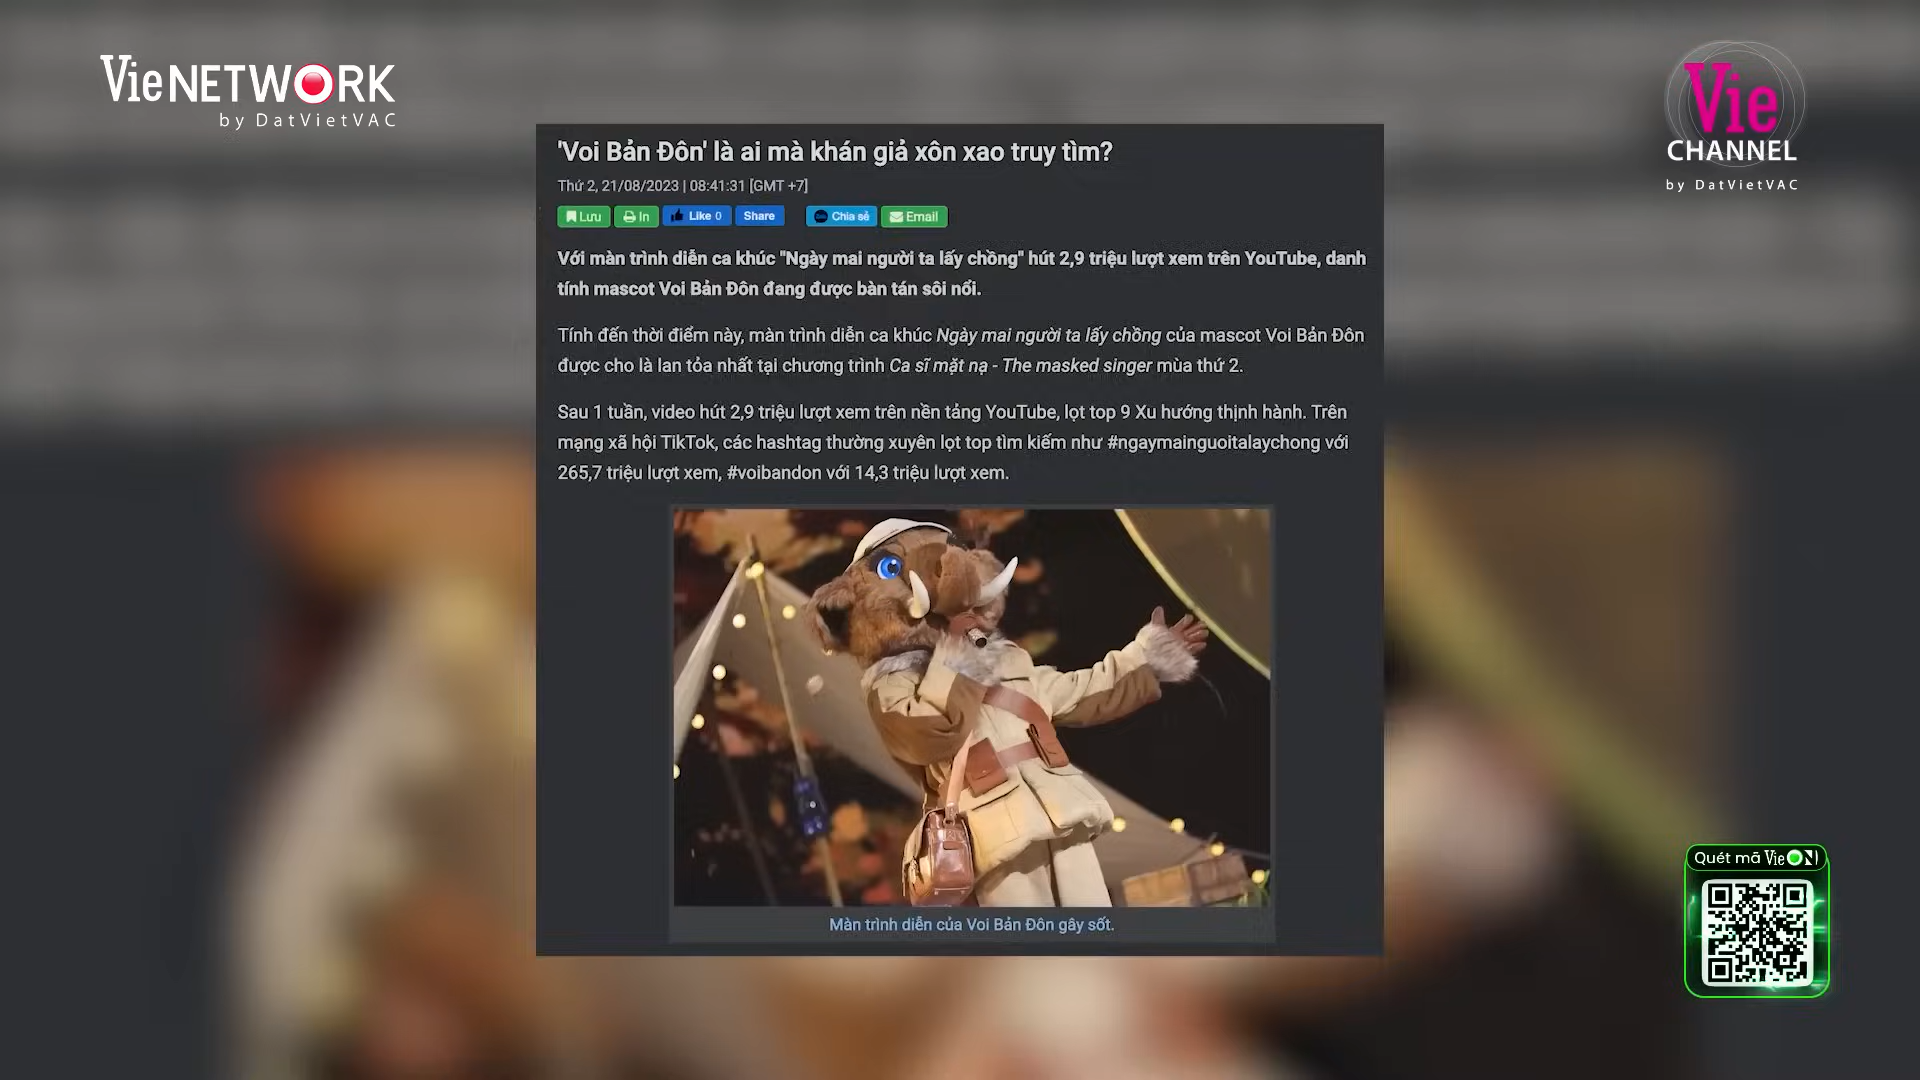 VieNETWORK
by DatVietVAC
Vie
CHANNEL
by DatVietVAC
'Voi Bản Đôn' là ai mà khán giả xôn xao truy tìm?
Thứ 2, 21/08/2023 | 08:41:31 [GMT +7]
Lưu In Like 0 Share Chia sẻ Email
Với màn trình diễn ca khúc "Ngày mai người ta lấy chồng" hút 2,9 triệu lượt xem trên YouTube, danh
tính mascot Voi Bản Đôn đang được bàn tán sôi nổi.
Tính đến thời điểm này, màn trình diễn ca khúc Ngày mai người ta lấy chồng của mascot Voi Bản Đôn
được cho là lan tỏa nhất tại chương trình Ca sĩ mặt nạ - The masked singer mùa thứ 2.
Sau 1 tuần, video hút 2,9 triệu lượt xem trên nền tảng YouTube, lọt top 9 Xu hướng thịnh hành. Trên
mạng xã hội TikTok, các hashtag thường xuyên lọt top tìm kiếm như #ngaymainguoitalaychong với
265,7 triệu lượt xem, #voibandon với 14,3 triệu lượt xem.
Màn trình diễn của Voi Bản Đôn gây sốt.
Quét mã VieON